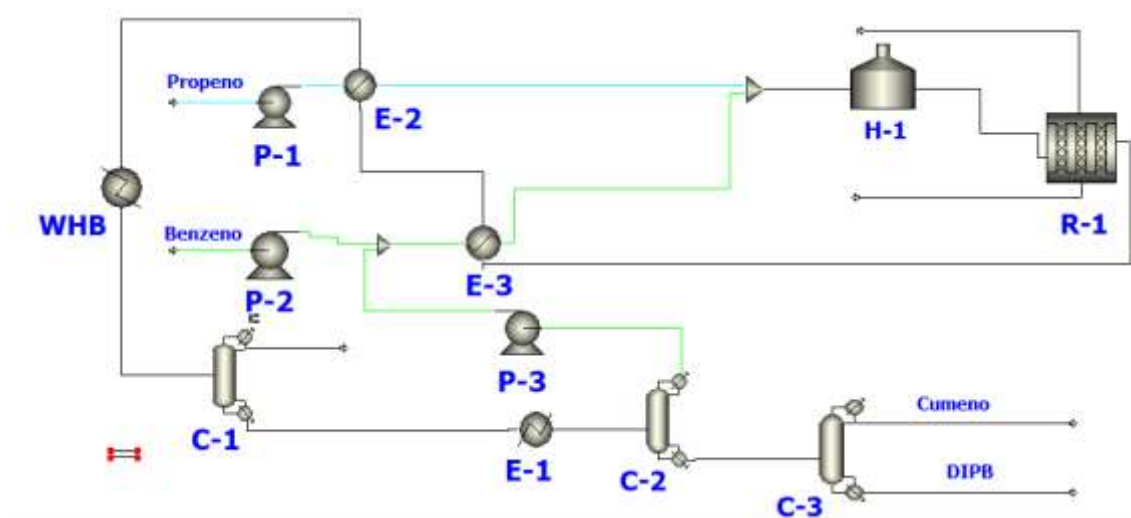 Propeno
P-1
E-2
H-1
R-1
WHB
Benzeno
P-2
E-3
P-3
C-1
E-1
C-2
C-3
Cumeno
DIPB